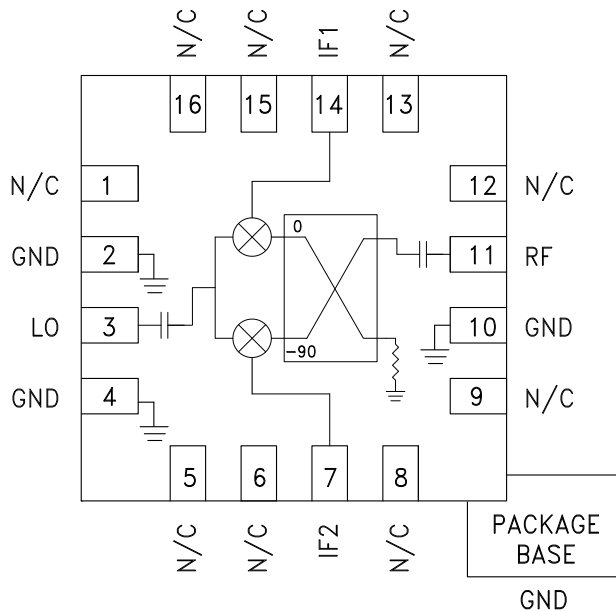 N/C N/C IF1 N/C
16 15 14 13
N/C 1 12 N/C
GND 2 0 11 RF
LO 3 10 GND
-90
GND 4 9 N/C
5 6 7 8
N/C N/C IF2 N/C
PACKAGE
BASE
GND